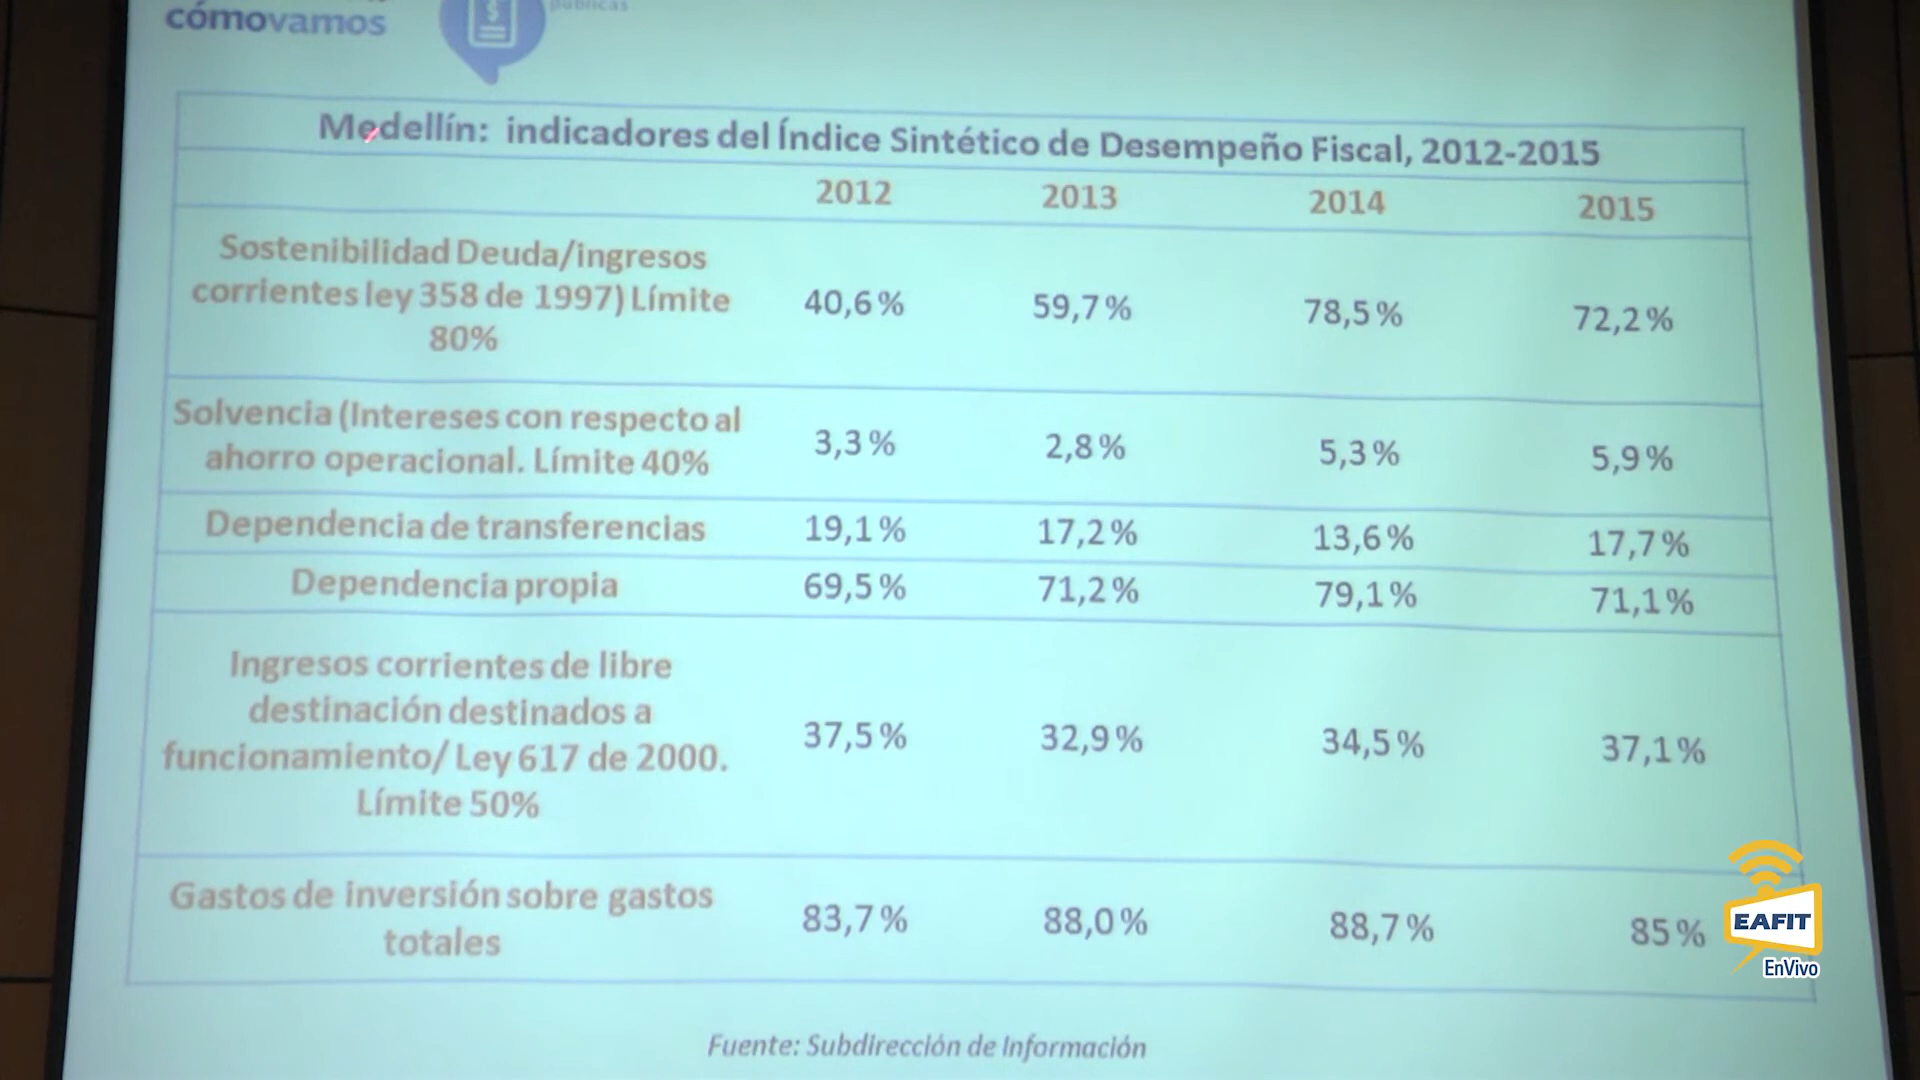 cómovamos
públicas
Medellín: indicadores del Índice Sintético de Desempeño Fiscal, 2012-2015
2012 2013 2014 2015
Sostenibilidad Deuda/ingresos
corrientes ley 358 de 1997) Límite
80%
40,6% 59,7% 78,5% 72,2%
Solvencia (Intereses con respecto al
ahorro operacional. Límite 40%
3,3% 2,8% 5,3% 5,9%
Dependencia de transferencias 19,1% 17,2% 13,6% 17,7%
Dependencia propia 69,5% 71,2% 79,1% 71,1%
Ingresos corrientes de libre
destinación destinados a
funcionamiento/ Ley 617 de 2000.
Límite 50%
37,5% 32,9% 34,5% 37,1%
Gastos de inversión sobre gastos
totales
83,7% 88,0% 88,7% 85%
EAFIT
EnVivo
Fuente: Subdirección de Información